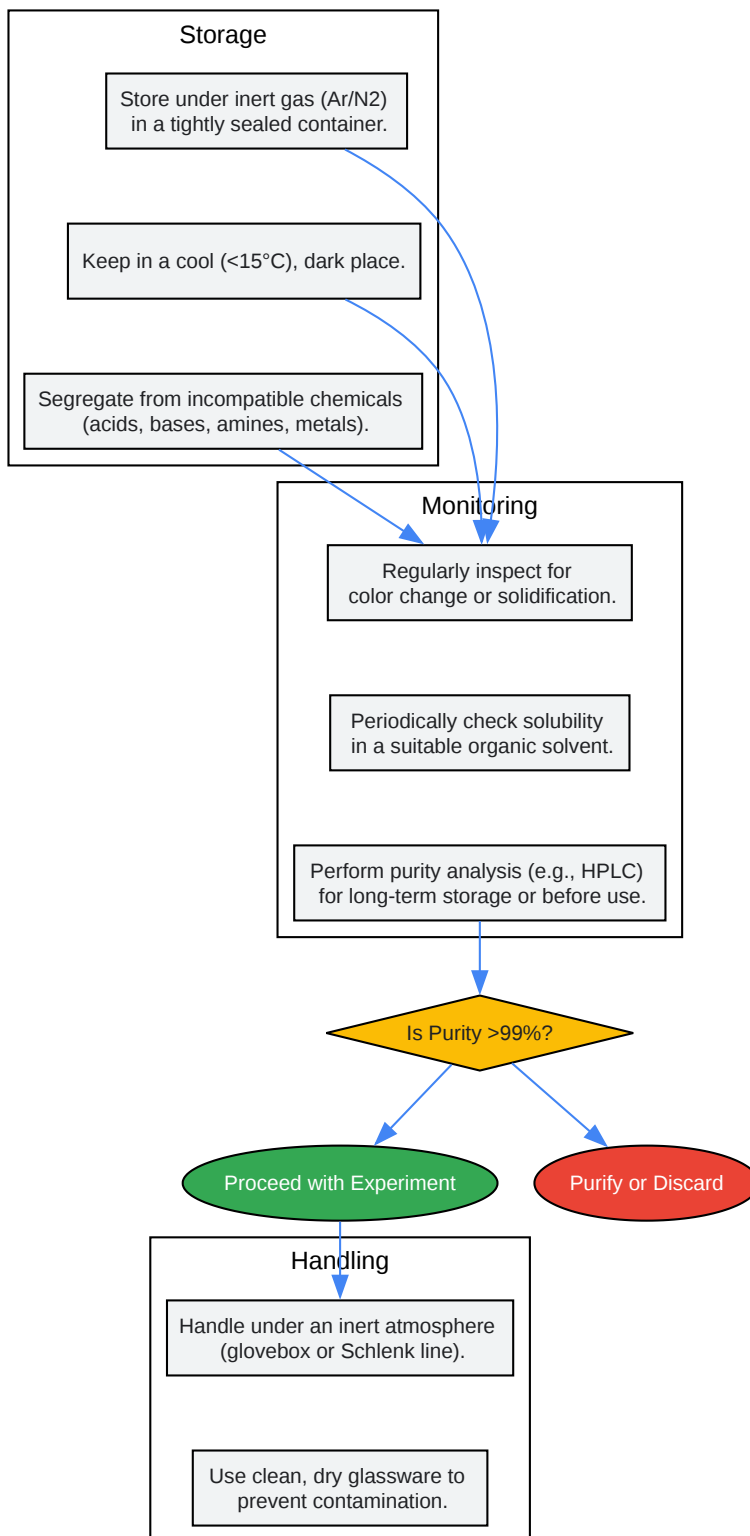 Storage
Store under inert gas (Ar/N2)
in a tightly sealed container.
Keep in a cool (<15°C), dark place.
Segregate from incompatible chemicals
(acids, bases, amines, metals).
Monitoring
Regularly inspect for
color change or solidification.
Periodically check solubility
in a suitable organic solvent.
Perform purity analysis (e.g., HPLC)
for long-term storage or before use.
Is Purity >99%?
Proceed with Experiment
Purify or Discard
Handling
Handle under an inert atmosphere
(glovebox or Schlenk line).
Use clean, dry glassware to
prevent contamination.